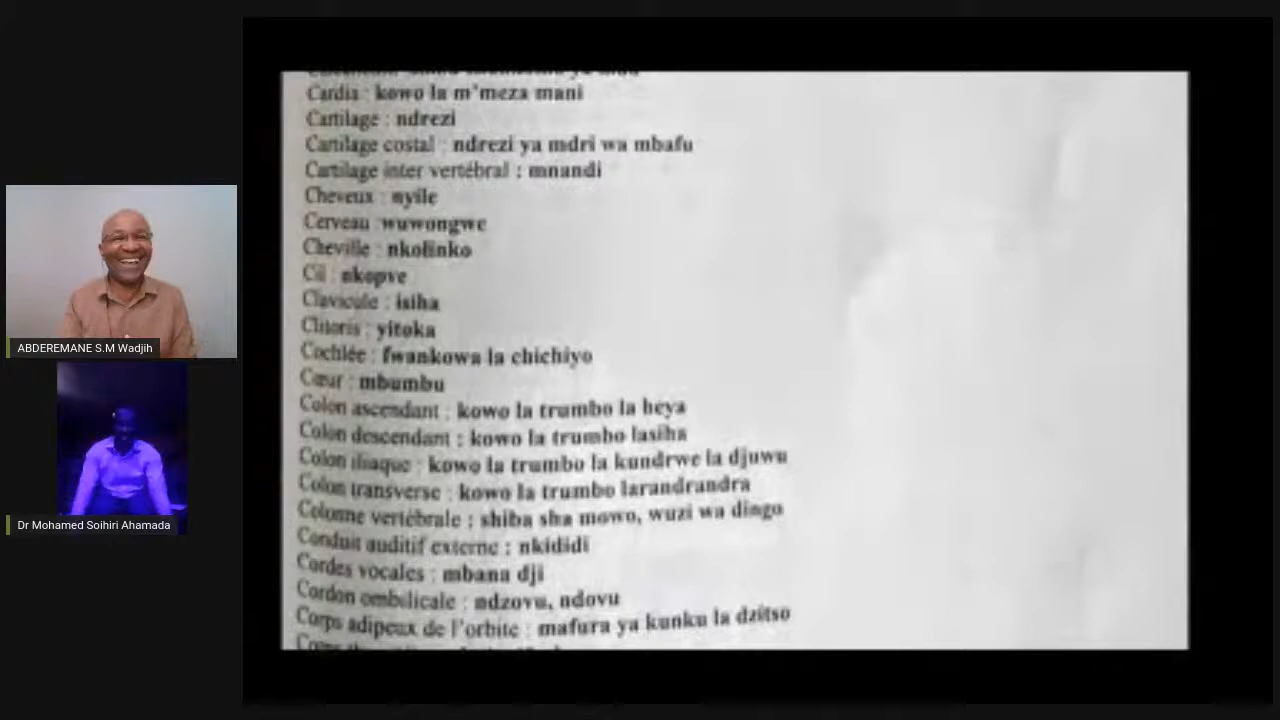 Cardia : kowo la m'meza mani
Cartilage : ndrezi
Cartilage costal : ndrezi ya mdri wa mbafu
Cartilage inter vertébral : mnandi
Cheveux : nyile
Cerveau :wuwongwe
Cheville : nkolinko
Cil : nkopve
Clavicule : isiha
Clitoris : yitoka
Cochlée : fwankowa la chichiyo
Cœur : mbumbu
Colon ascendant : kowo la trumbo la heya
Colon descendant : kowo la trumbo lasiha
Colon iliaque : kowo la trumbo la kundrwe la djuwu
Colon transverse : kowo la trumbo larandrandra
Colonne vertébrale : shiba sha mowo, wuzi wa dingo
Conduit auditif externe : nkididi
Cordes vocales : mbana dji
Cordon ombilicale : ndzovu, ndovu
Corps adipeux de l'orbite : mafura ya kunku la dzitso
ABDEREMANE S.M Wadjih
Dr Mohamed Soihiri Ahamada